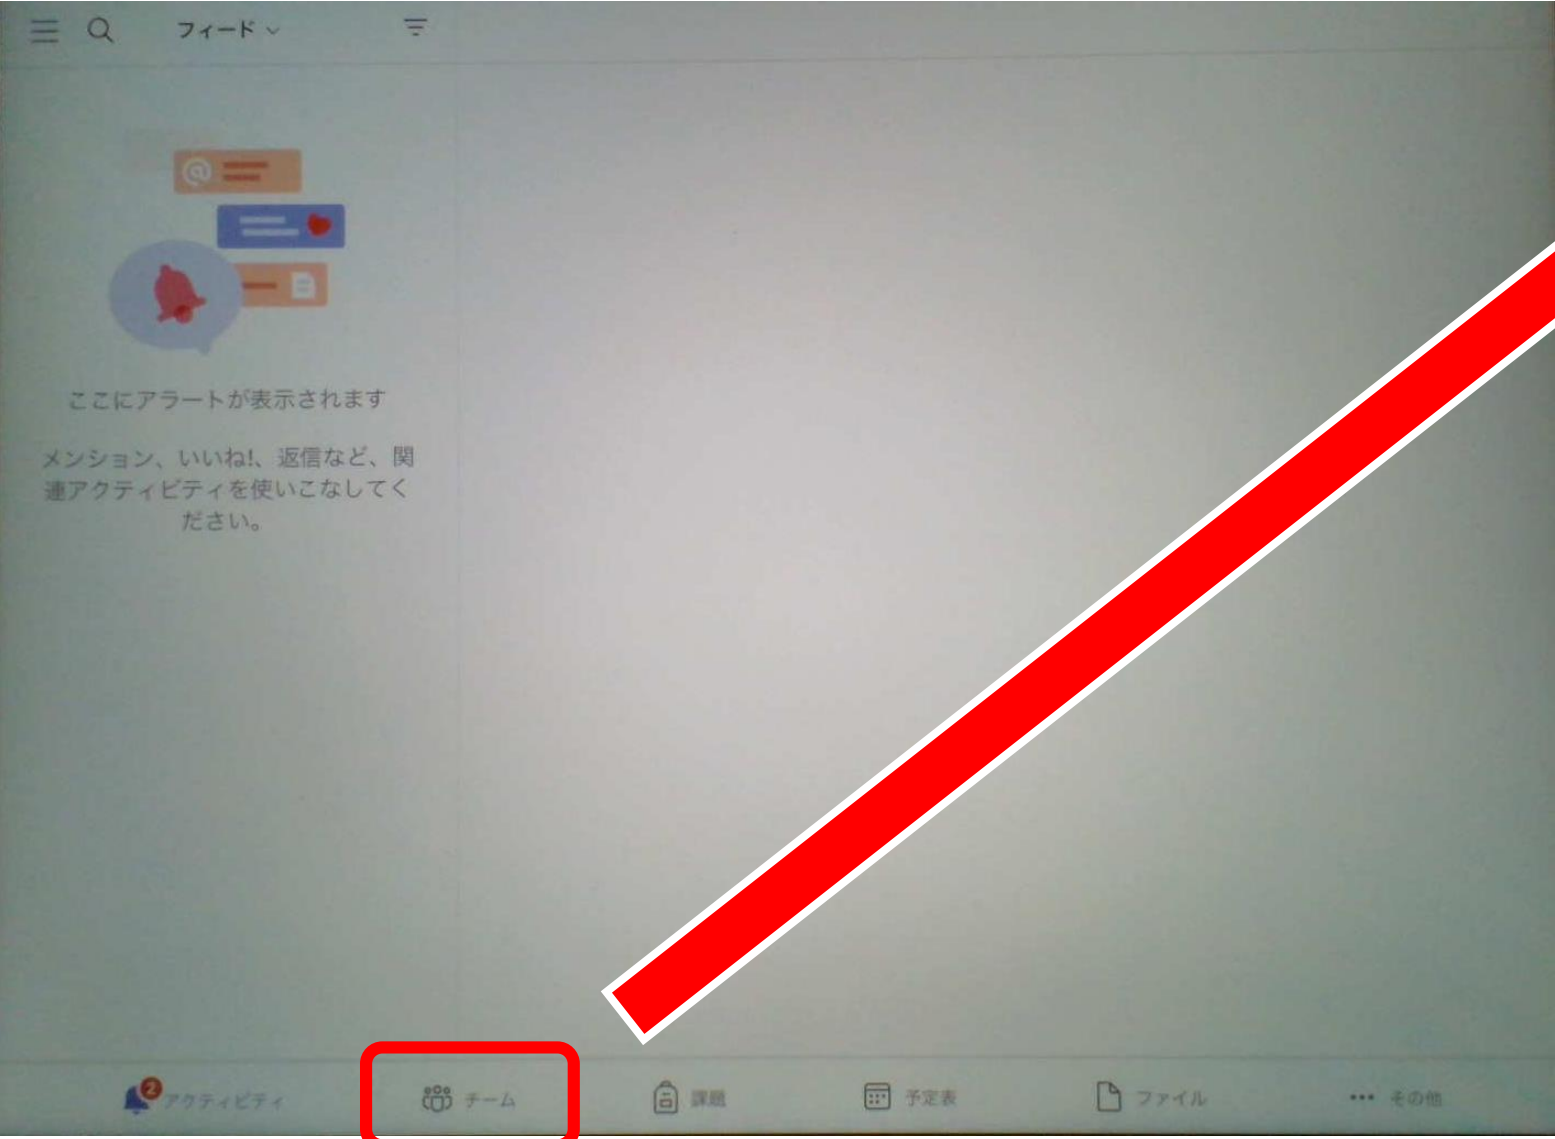 フィード
ここにアラートが表示されます
メンション、いいね!、返信など、関
連アクティビティを使いこなしてく
ださい。
2
アクティビティ
チーム
課題
予定表
ファイル
その他